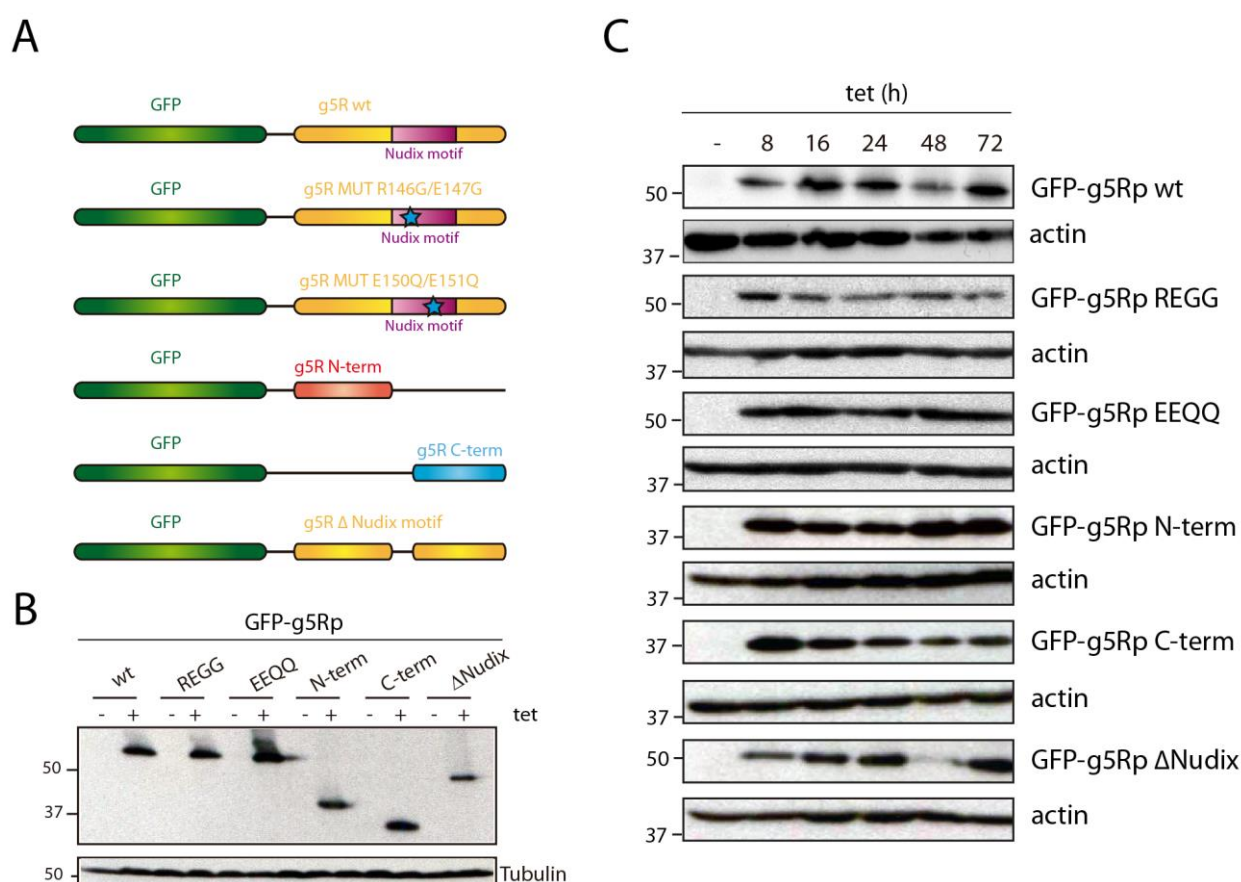 A
GFP
g5R wt
Nudix motif
GFP
g5R MUT R146G/E147G
Nudix motif
GFP
g5R MUT E150Q/E151Q
Nudix motif
GFP
g5R N-term
GFP
g5R C-term
GFP
g5R Δ Nudix motif
B
GFP-g5Rp
wt REGG EEQQ N-term C-term ΔNudix
- + - + - + - + - + - + tet
50
37
50 Tubulin
C
tet (h)
- 8 16 24 48 72
50 GFP-g5Rp wt
37 actin
50 GFP-g5Rp REGG
37 actin
50 GFP-g5Rp EEQQ
37 actin
37 GFP-g5Rp N-term
37 actin
37 GFP-g5Rp C-term
37 actin
50 GFP-g5Rp ΔNudix
37 actin